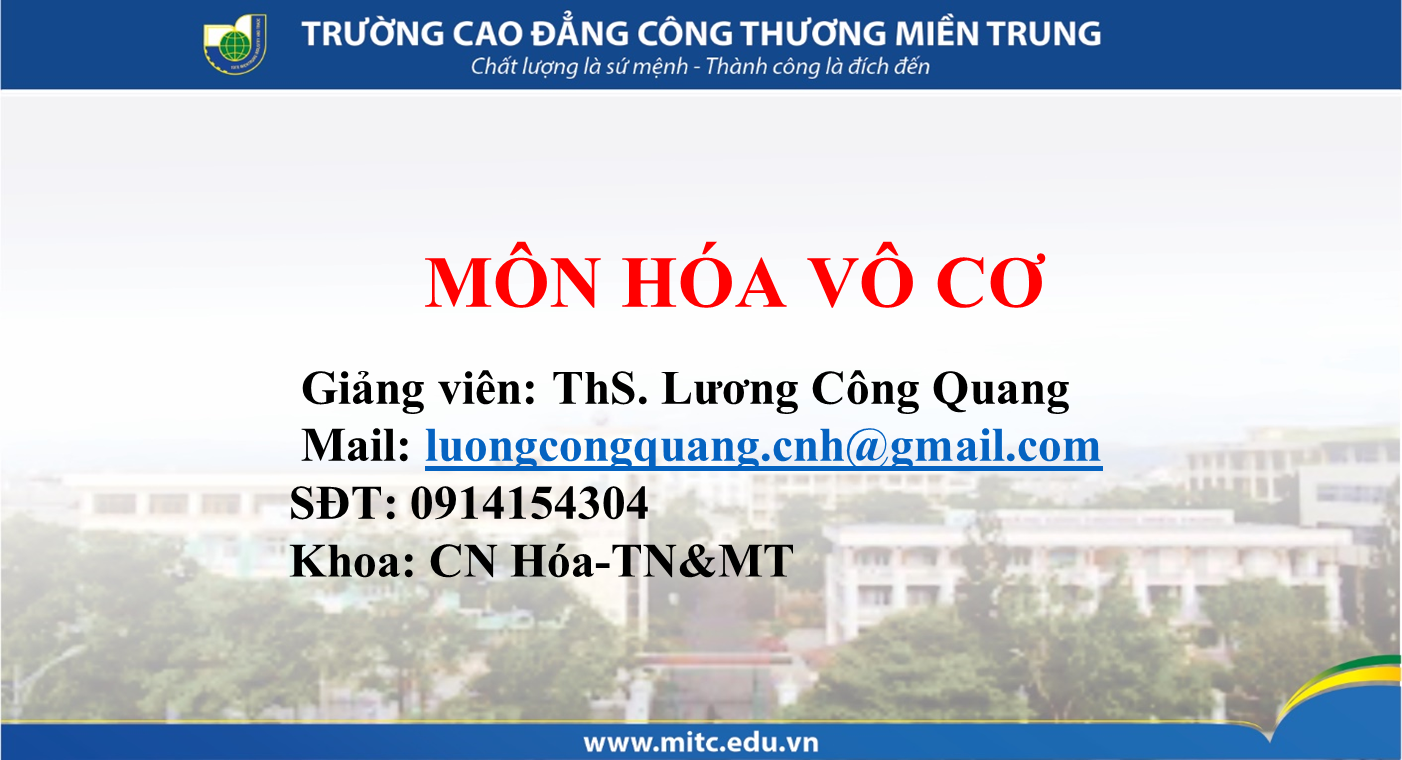 TRƯỜNG CAO ĐẲNG CÔNG THƯƠNG MIỀN TRUNG
Chất lượng là sứ mệnh - Thành công là đích đến
MÔN HÓA VÔ CƠ
Giảng viên: ThS. Lương Công Quang
Mail: luongcongquang.cnh@gmail.com
SĐT: 0914154304
Khoa: CN Hóa-TN&MT
www.mitc.edu.vn